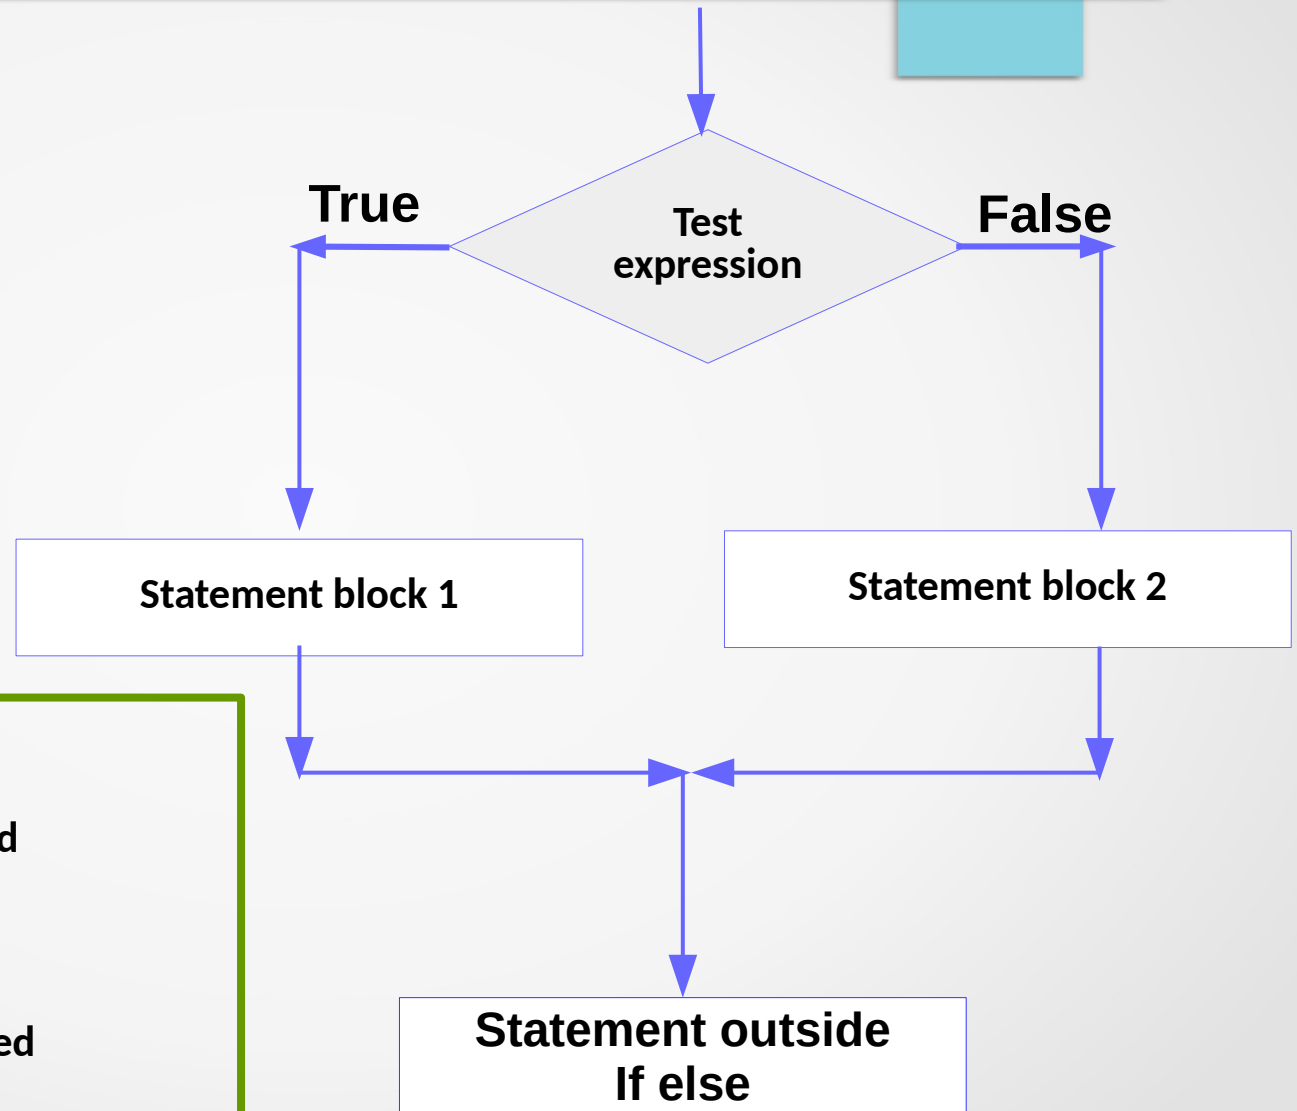 True
False
Test
expression
Statement block 1
Statement block 2
Statement outside
If else